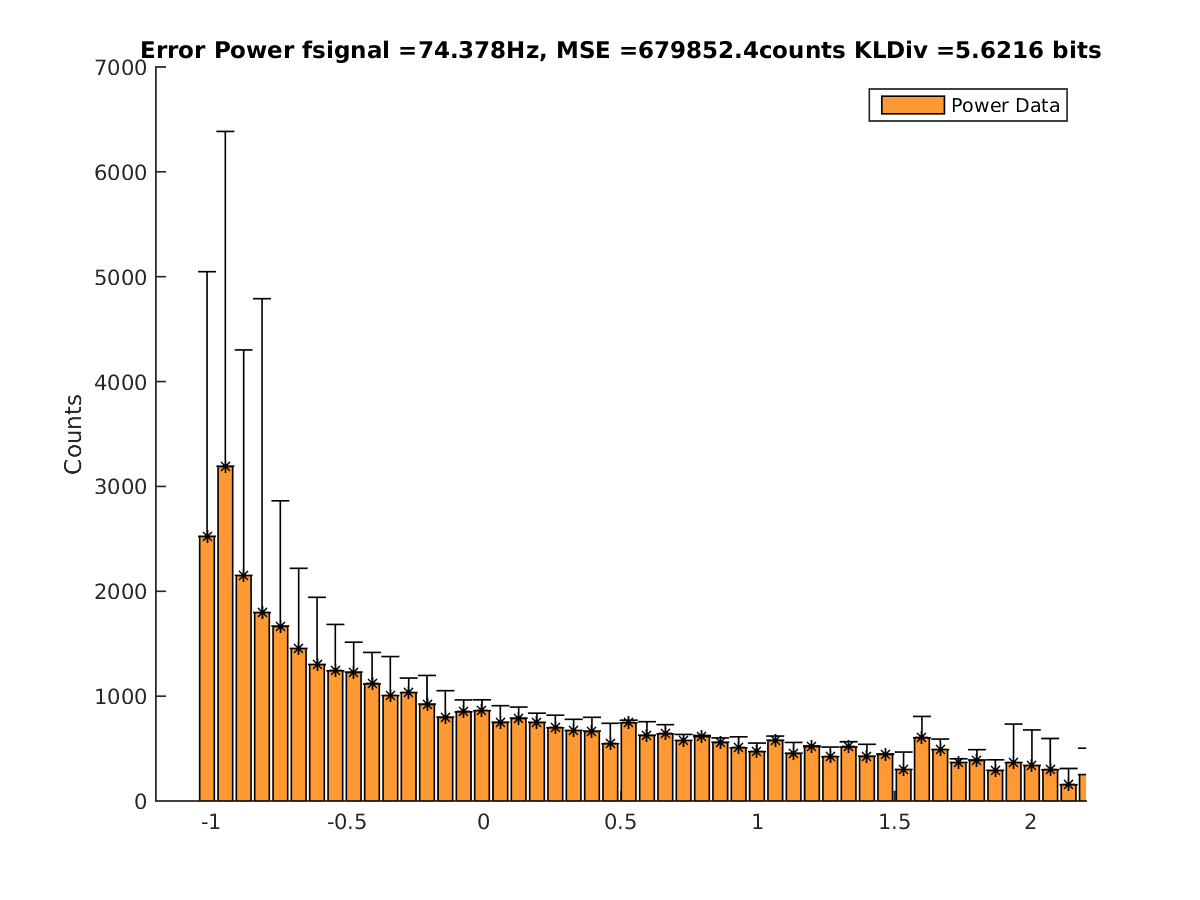 Error Power fsignal =74.378Hz, MSE =679852.4counts KLDiv =5.6216 bits
Power Data
7000
6000
5000
4000
3000
2000
1000
0
Counts
-1 -0.5 0 0.5 1 1.5 2